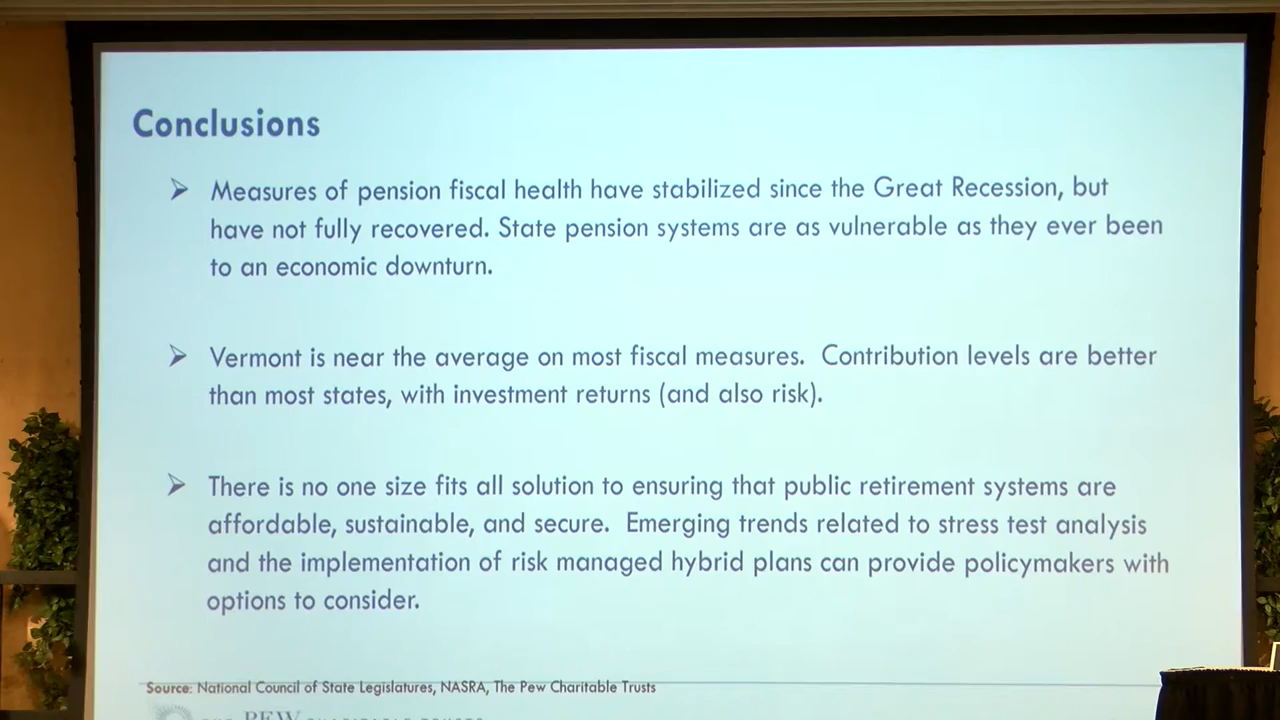 Conclusions
Measures of pension fiscal health have stabilized since the Great Recession, but
have not fully recovered. State pension systems are as vulnerable as they ever been
to an economic downturn.
Vermont is near the average on most fiscal measures. Contribution levels are better
than most states, with investment returns (and also risk).
There is no one size fits all solution to ensuring that public retirement systems are
affordable, sustainable, and secure. Emerging trends related to stress test analysis
and the implementation of risk managed hybrid plans can provide policymakers with
options to consider.
Source: National Council of State Legislatures, NASRA, The Pew Charitable Trusts
PEW